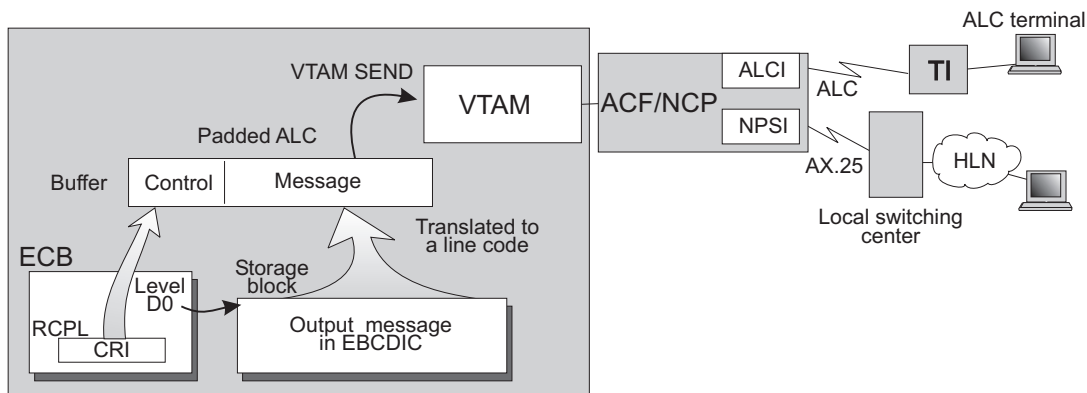 ALC terminal
VTAM SEND
VTAM
ACF/NCP
ALCI
NPSI
ALC
TI
AX.25
HLN
Local switching
center
Padded ALC
Buffer
Control
Message
Translated to
a line code
ECB
Level
D0
RCPL
CRI
Storage
block
Output message
in EBCDIC